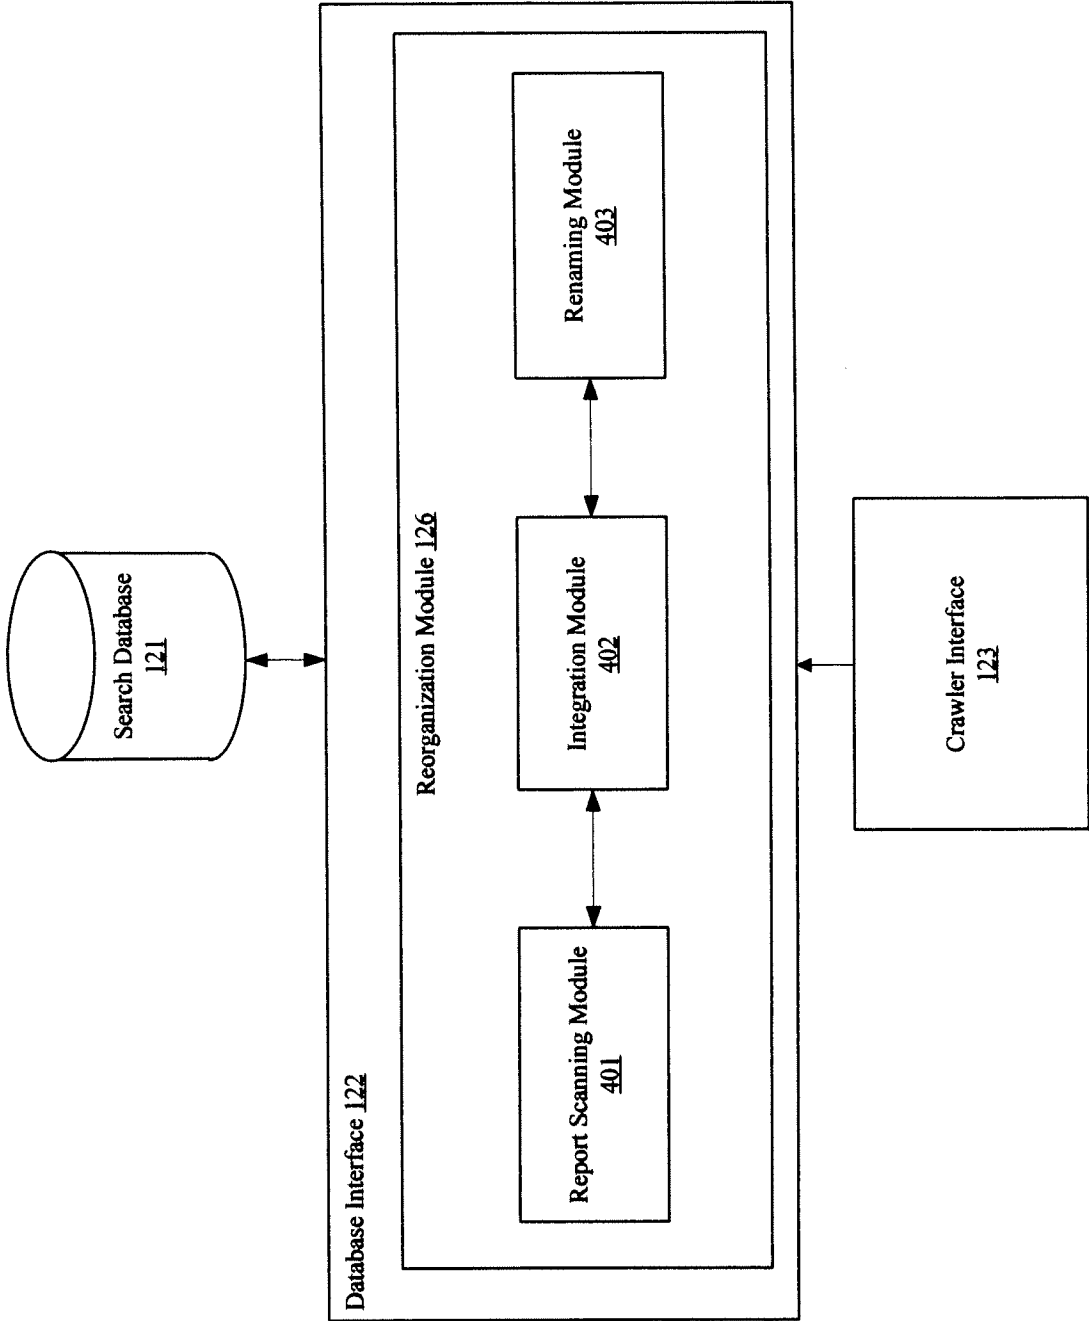 Search Database
121
Database Interface 122
Reorganization Module 126
Report Scanning Module
401
Integration Module
402
Renaming Module
403
Crawler Interface
123